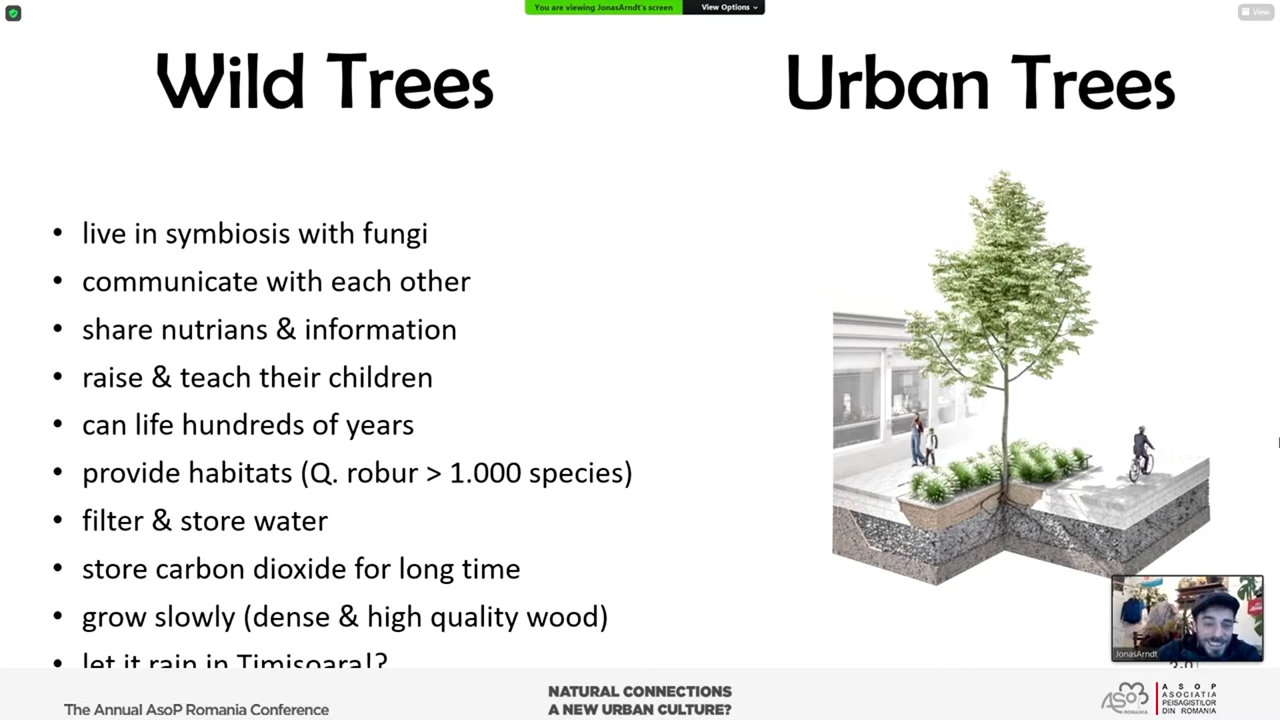 You are viewing JonasArndt's screen
View Options
View
Wild Trees
Urban Trees
• live in symbiosis with fungi
• communicate with each other
• share nutrians & information
• raise & teach their children
• can life hundreds of years
• provide habitats (Q. robur > 1.000 species)
• filter & store water
• store carbon dioxide for long time
• grow slowly (dense & high quality wood)
• let it rain in Timisoara!?
JonasArndt
The Annual AsoP Romania Conference
NATURAL CONNECTIONS
A NEW URBAN CULTURE?
ASoP
ROMANIA
A S O P
ASOCIATIA
PEISAGISTILOR
DIN ROMANIA